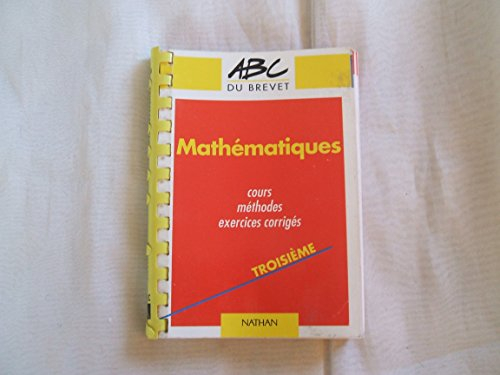 ABC
DU BREVET
Mathématiques
cours
méthodes
exercices corrigés
TROISIÈME
NATHAN